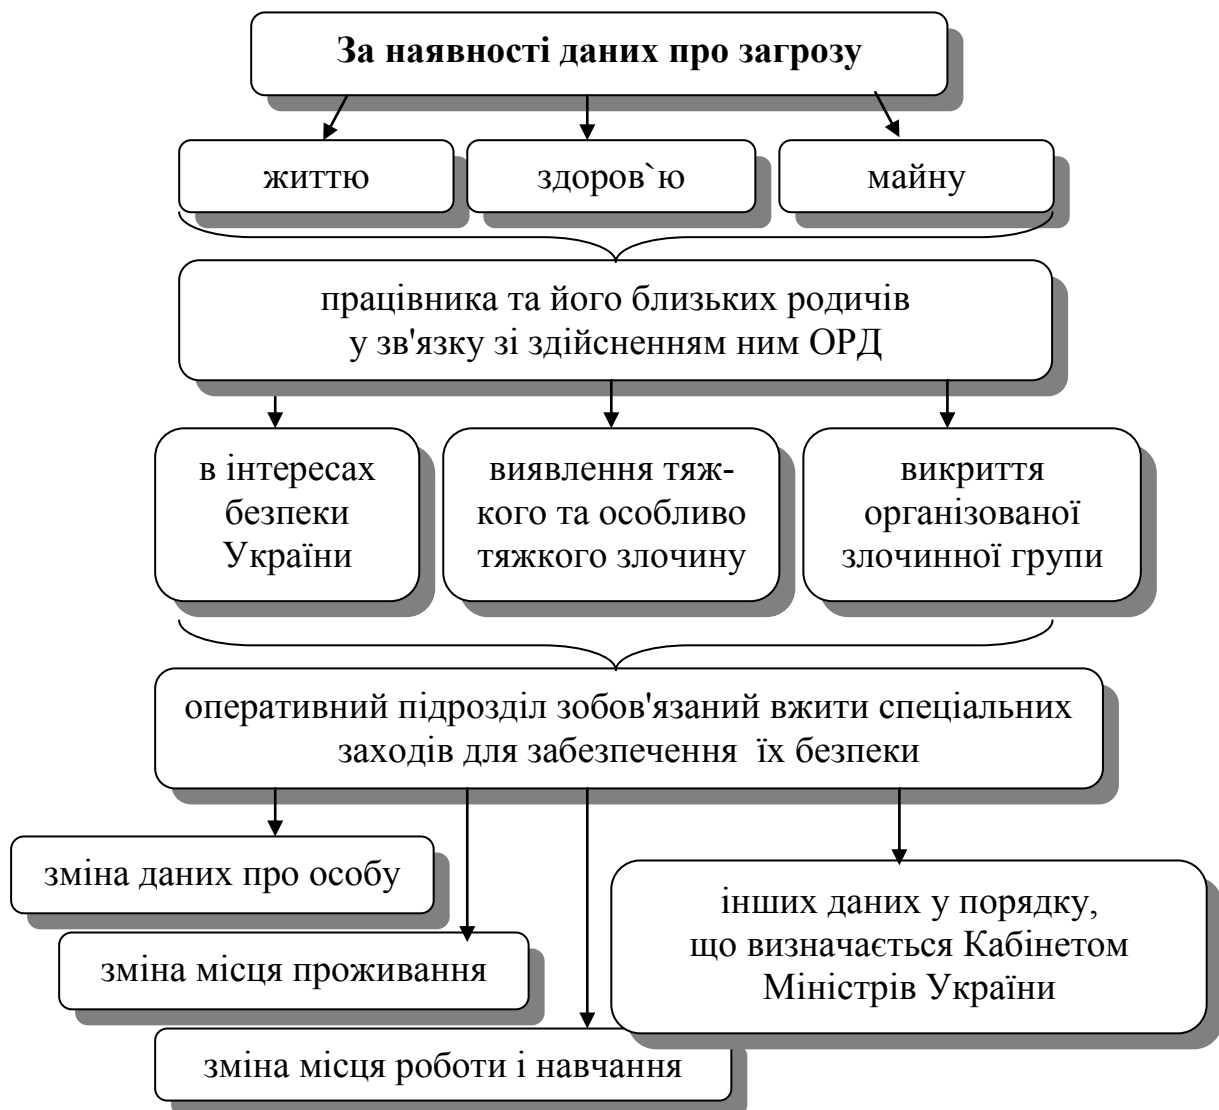 За наявності даних про загрозу
життю
здоров`ю
майну
працівника та його близьких родичів
у зв'язку зі здійсненням ним ОРД
в інтересах
безпеки
України
виявлення тяж-
кого та особливо
тяжкого злочину
викриття
організованої
злочинної групи
оперативний підрозділ зобов'язаний вжити спеціальних
заходів для забезпечення їх безпеки
зміна даних про особу
зміна місця проживання
зміна місця роботи і навчання
інших даних у порядку,
що визначається Кабінетом
Міністрів України